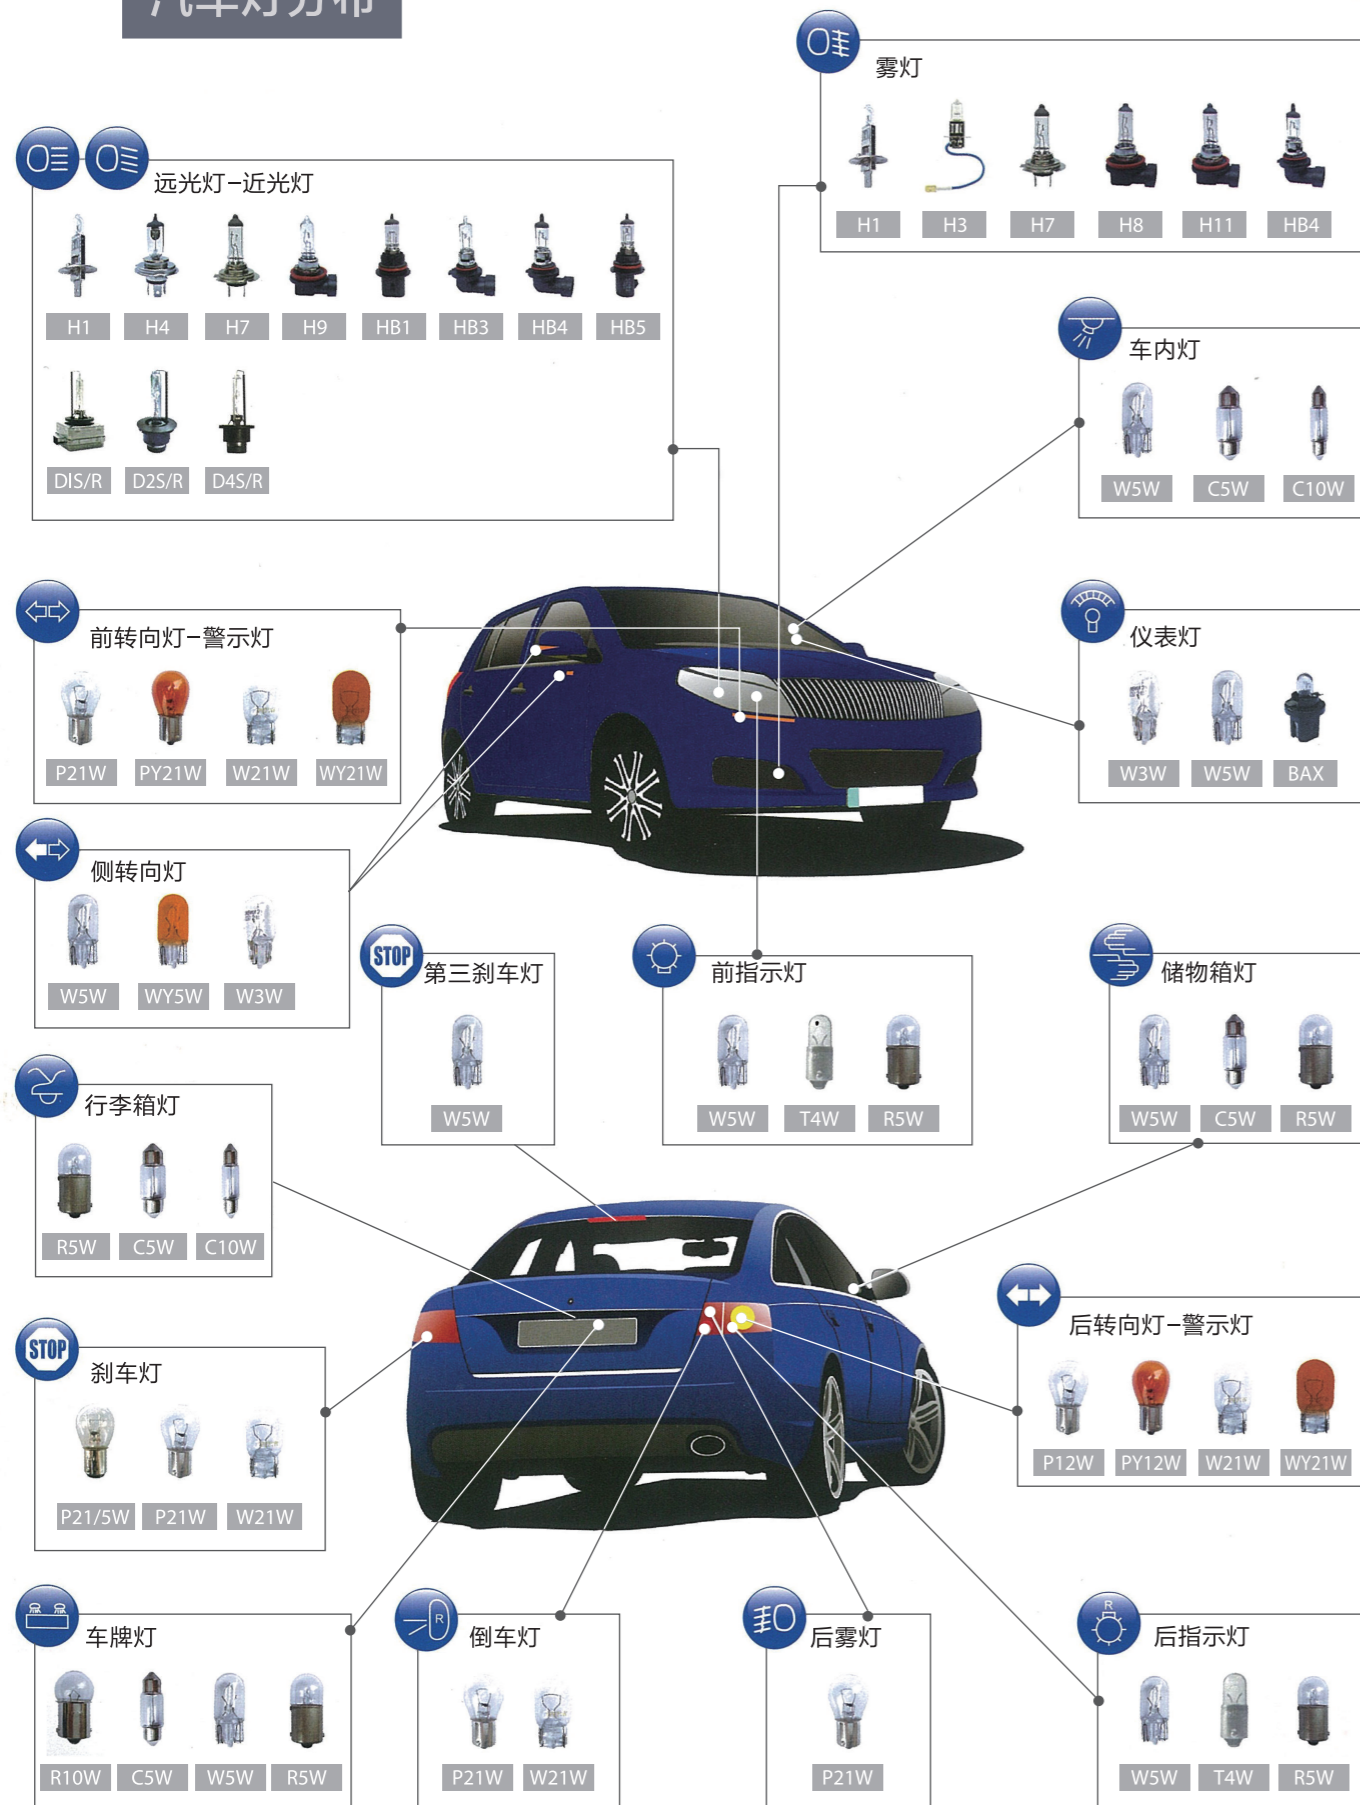 汽车灯分布
雾灯
H1 H3 H7 H8 H11 HB4
远光灯-近光灯
H1 H4 H7 H9 HB1 HB3 HB4 HB5
DIS/R D2S/R D4S/R
车内灯
W5W C5W C10W
前转向灯-警示灯
P21W PY21W W21W WY21W
仪表灯
W3W W5W BAX
侧转向灯
W5W WY5W W3W
STOP 第三刹车灯
W5W
前指示灯
W5W T4W R5W
储物箱灯
W5W C5W R5W
行李箱灯
R5W C5W C10W
STOP
刹车灯
P21/5W P21W W21W
后转向灯-警示灯
P12W PY12W W21W WY21W
车牌灯
R10W C5W W5W R5W
R
倒车灯
P21W W21W
后雾灯
P21W
R
后指示灯
W5W T4W R5W